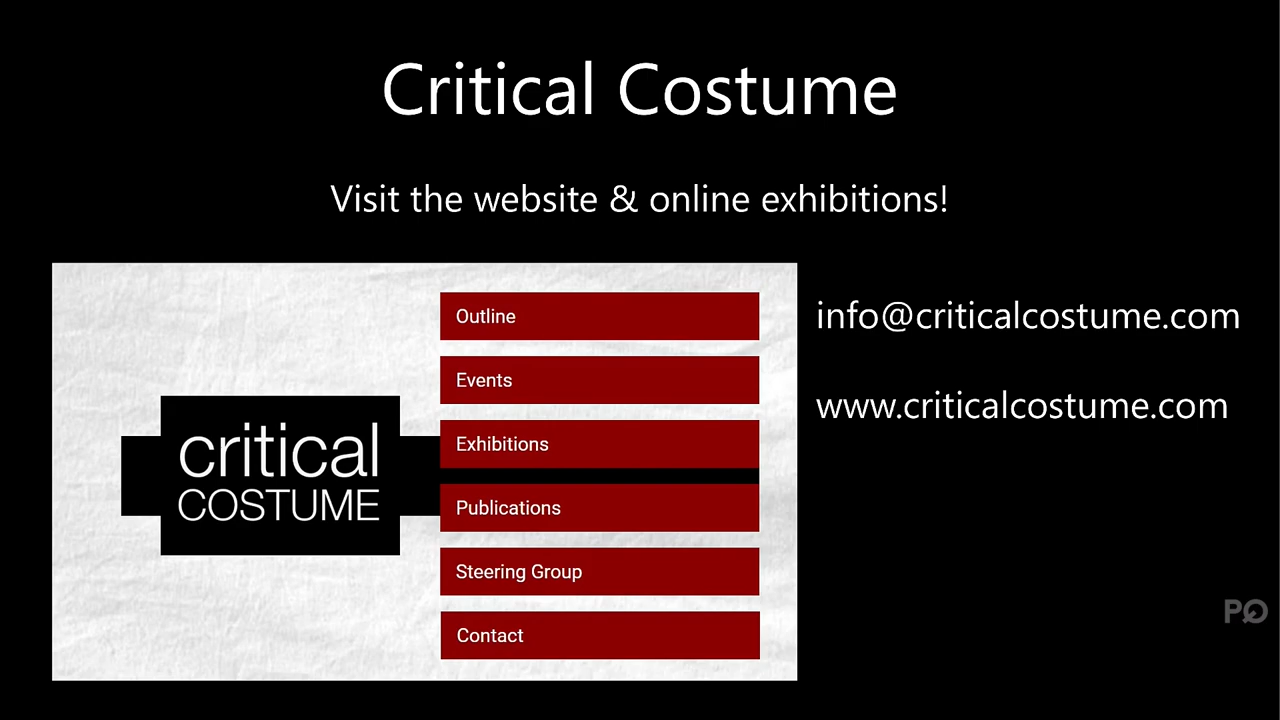 Critical Costume
Visit the website & online exhibitions!
critical
COSTUME
Outline
Events
Exhibitions
Publications
Steering Group
Contact
info@criticalcostume.com
www.criticalcostume.com
PQ